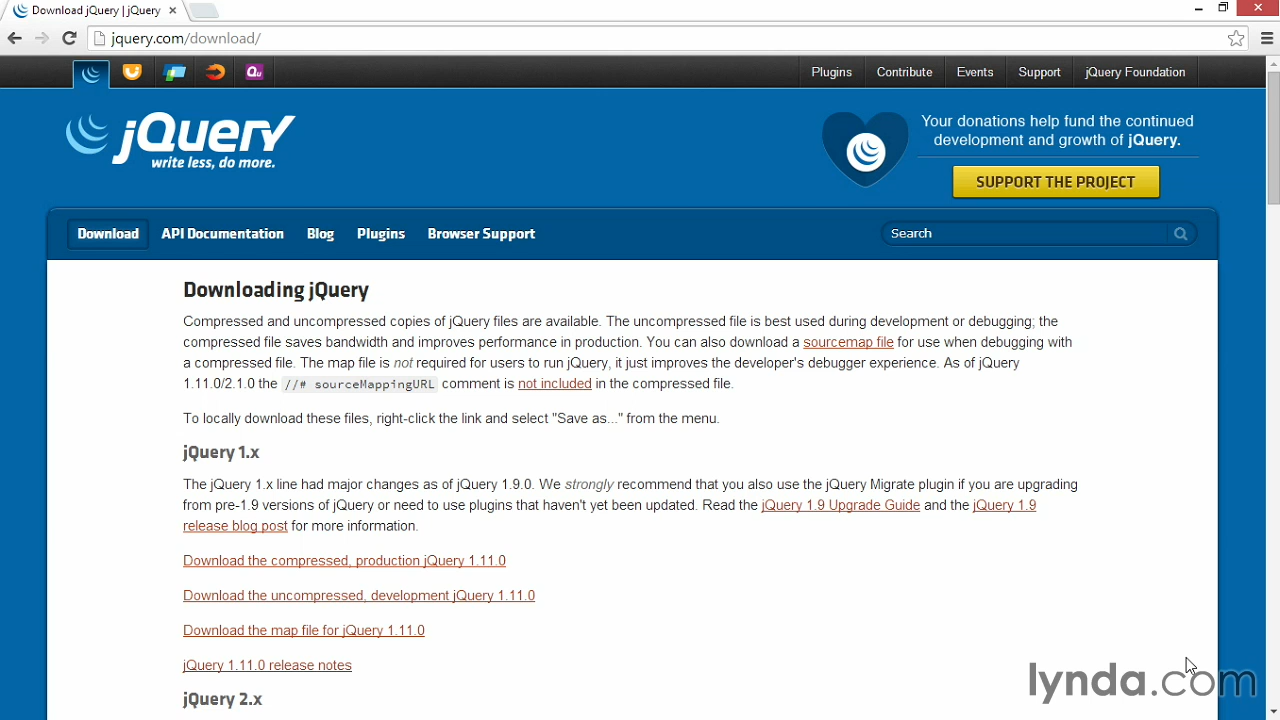 Download jQuery | jQuery
jquery.com/download/
Qu
Plugins Contribute Events Support jQuery Foundation
jQuery
write less, do more.
Your donations help fund the continued
development and growth of jQuery.
SUPPORT THE PROJECT
Download API Documentation Blog Plugins Browser Support Search
Downloading jQuery
Compressed and uncompressed copies of jQuery files are available. The uncompressed file is best used during development or debugging; the
compressed file saves bandwidth and improves performance in production. You can also download a sourcemap file for use when debugging with
a compressed file. The map file is not required for users to run jQuery, it just improves the developer's debugger experience. As of jQuery
1.11.0/2.1.0 the //# sourceMappingURL comment is not included in the compressed file.
To locally download these files, right-click the link and select "Save as..." from the menu.
jQuery 1.x
The jQuery 1.x line had major changes as of jQuery 1.9.0. We strongly recommend that you also use the jQuery Migrate plugin if you are upgrading
from pre-1.9 versions of jQuery or need to use plugins that haven't yet been updated. Read the jQuery 1.9 Upgrade Guide and the jQuery 1.9
release blog post for more information.
Download the compressed, production jQuery 1.11.0
Download the uncompressed, development jQuery 1.11.0
Download the map file for jQuery 1.11.0
jQuery 1.11.0 release notes
jQuery 2.x
lynda.com